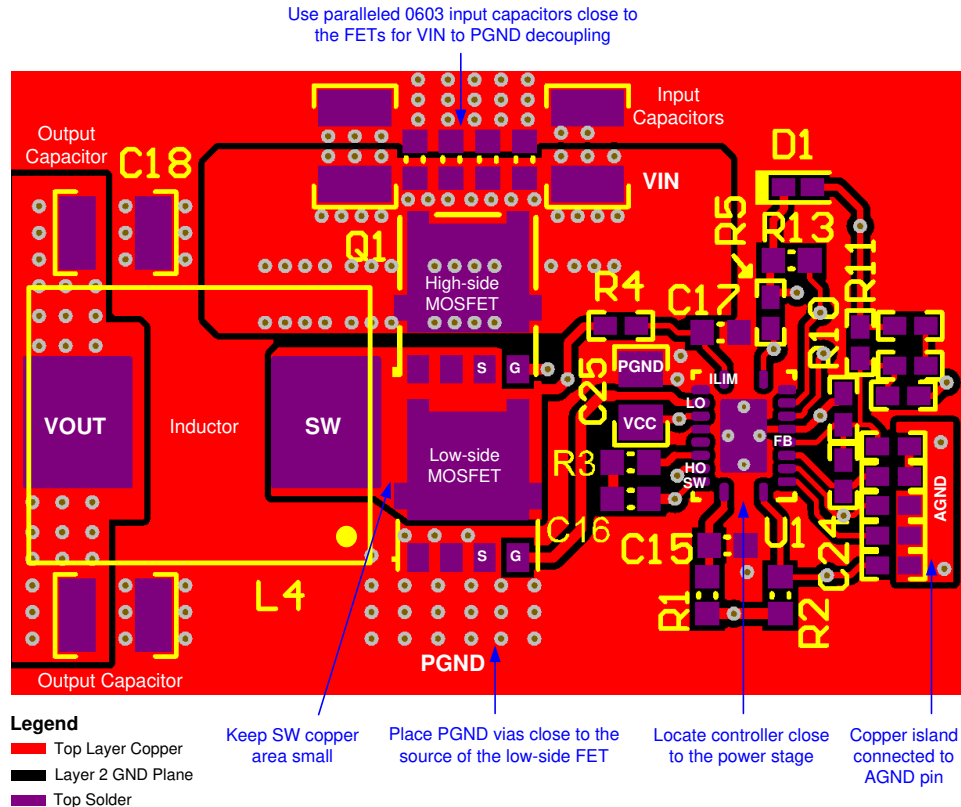 Use paralleled 0603 input capacitors close to
the FETs for VIN to PGND decoupling
Input
Capacitors
Output
Capacitor
C18
D1
VIN
R5
Q1
R13
R11
High-side
MOSFET
R4
C17
R10
PGND
ILIM
S
G
C25
LO
VOUT
Inductor
SW
VCC
FB
Low-side
MOSFET
R3
HO
SW
AGND
C16
C15
U1
C24
S
G
L4
R1
R2
PGND
Output Capacitor
Legend
Top Layer Copper
Layer 2 GND Plane
Top Solder
Keep SW copper
area small
Place PGND vias close to the
source of the low-side FET
Locate controller close
to the power stage
Copper island
connected to
AGND pin